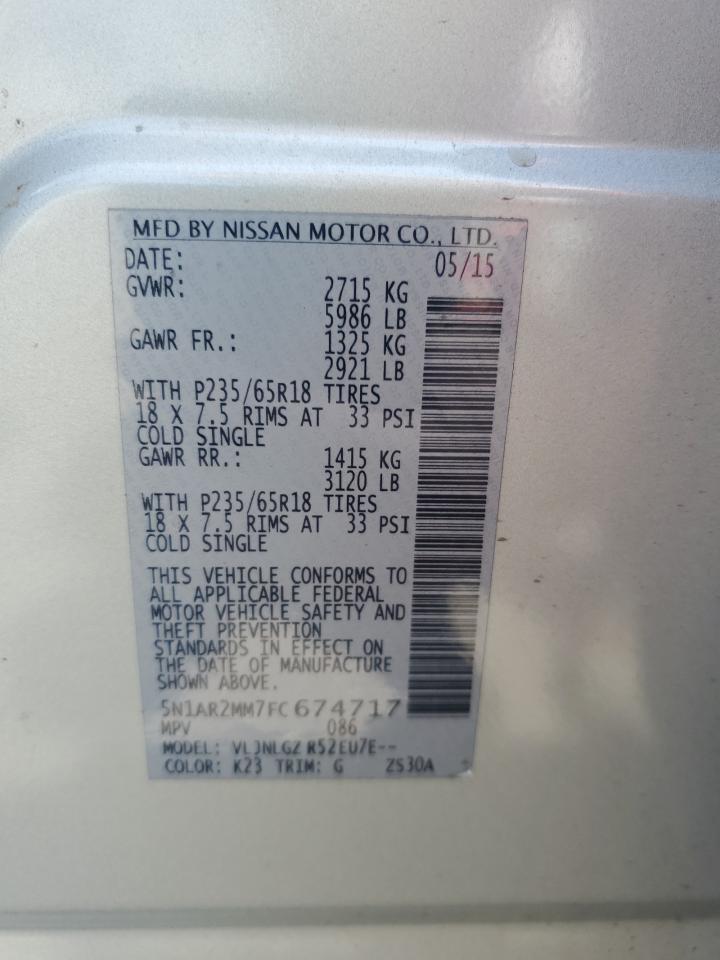 MFD BY NISSAN MOTOR CO., LTD.
DATE: 05/15
GVWR: 2715 KG
5986 LB
GAWR FR.: 1325 KG
2921 LB
WITH P235/65R18 TIRES
18 X 7.5 RIMS AT 33 PSI
COLD SINGLE
GAWR RR.: 1415 KG
3120 LB
WITH P235/65R18 TIRES
18 X 7.5 RIMS AT 33 PSI
COLD SINGLE
THIS VEHICLE CONFORMS TO
ALL APPLICABLE FEDERAL
MOTOR VEHICLE SAFETY AND
THEFT PREVENTION
STANDARDS IN EFFECT ON
THE DATE OF MANUFACTURE
SHOWN ABOVE.
5N1AR2MM7FC674717
MPV 086
MODEL: VLJNLGZ R52EU7E--
COLOR: K23 TRIM: G ZS30A